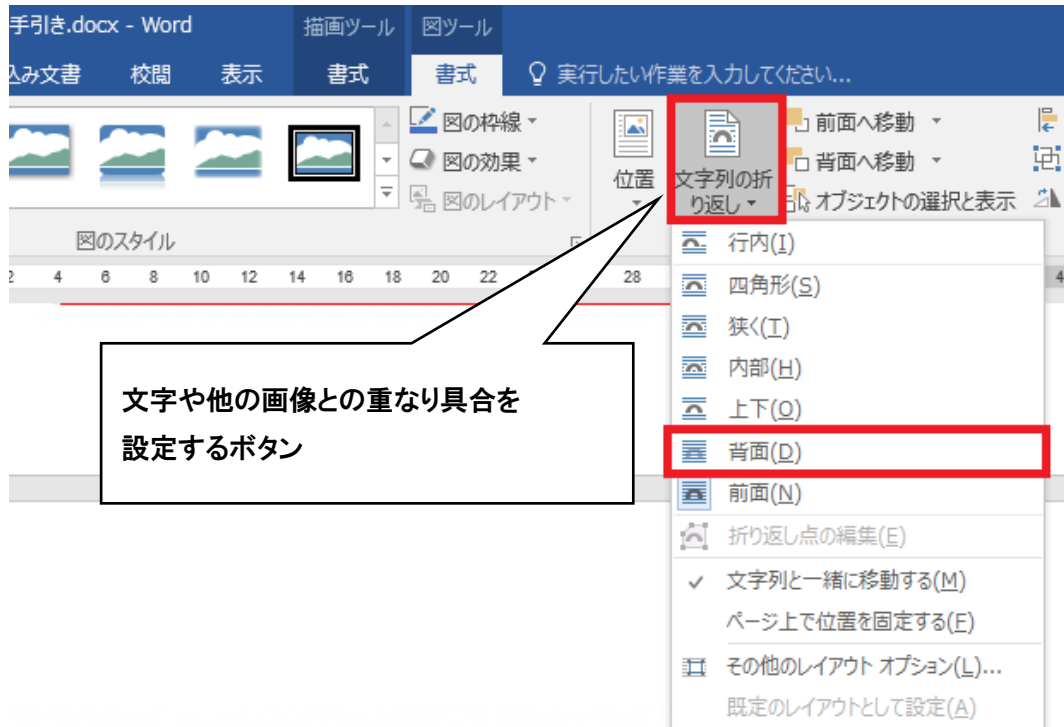 手引き.docx - Word
描画ツール
図ツール
込み文書
校閲
表示
書式
書式
実行したい作業を入力してください...
図の枠線
図の効果
図のレイアウト
図のスタイル
位置
文字列の折
り返し
前面へ移動
背面へ移動
オブジェクトの選択と表示
2 4 6 8 10 12 14 16 18 20 22 28 4
文字や他の画像との重なり具合を
設定するボタン
行内(I)
四角形(S)
狭く(T)
内部(H)
上下(O)
背面(D)
前面(N)
折り返し点の編集(E)
文字列と一緒に移動する(M)
ページ上で位置を固定する(F)
その他のレイアウト オプション(L)...
既定のレイアウトとして設定(A)